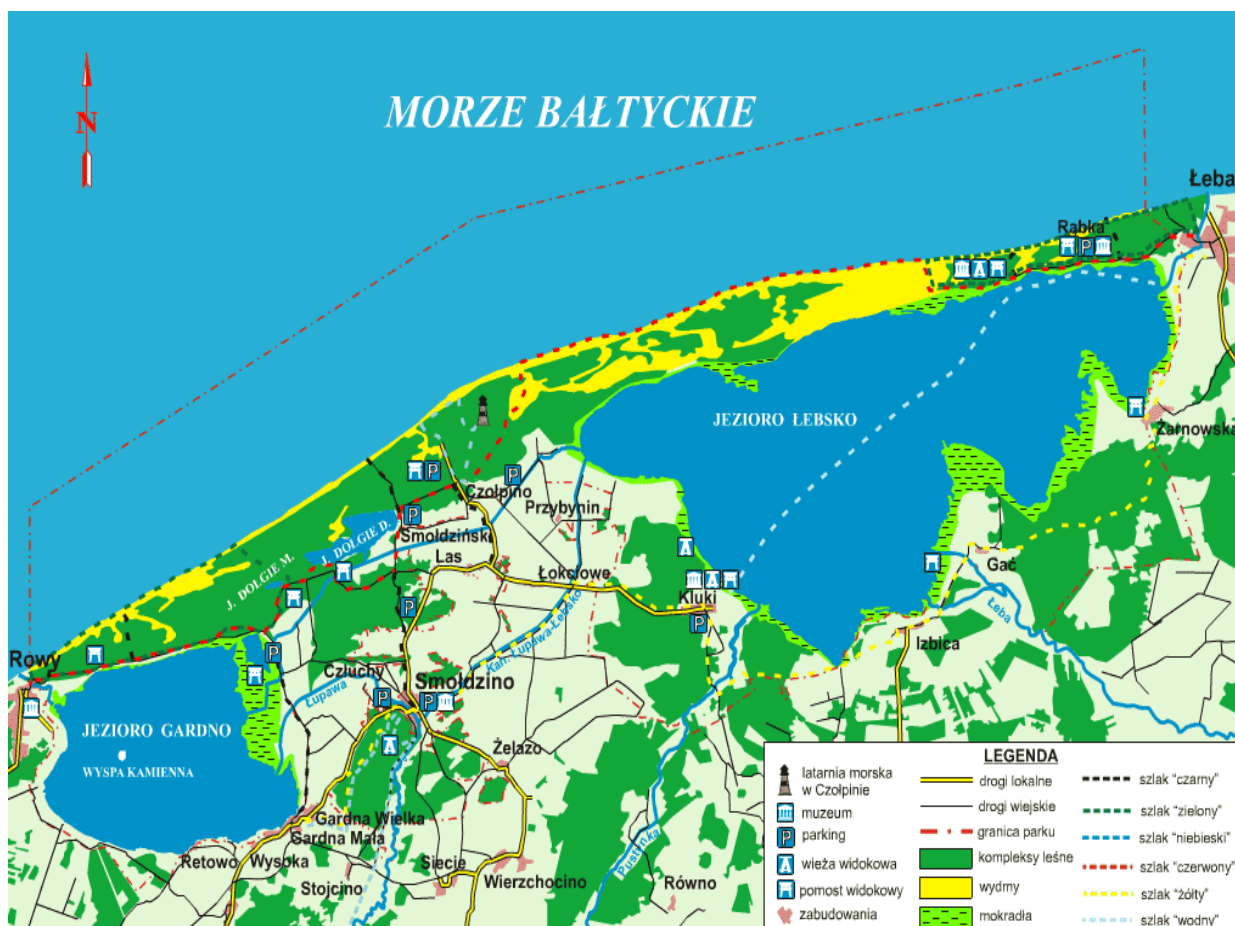 MORZE BAŁTYCKIE
N
Łeba
Rąbka
JEZIORO ŁEBSKO
Żarnowska
Czołpino
Przybynin
Smołdziński
Las
J. DOŁGIE D.
J. DOŁGIE M.
Łokciowe
Kluki
Gać
Łeba
Izbica
Kan. Łupawa-Łebsko
Rowy
Człuchy
Smołdzino
Łupawa
JEZIORO GARDNO
WYSPA KAMIENNA
Żelazo
Gardna Wielka
Gardna Mała
Retowo
Wysoka
Stojcino
Siecie
Wierzchocino
Pustynka
Równo
LEGENDA
latarnia morska
w Czołpinie
muzeum
P parking
wieża widokowa
pomost widokowy
zabudowania
drogi lokalne
drogi wiejskie
granica parku
kompleksy leśne
wydmy
mokradła
szlak "czarny"
szlak "zielony"
szlak "niebieski"
szlak "czerwony"
szlak "żółty"
szlak "wodny"